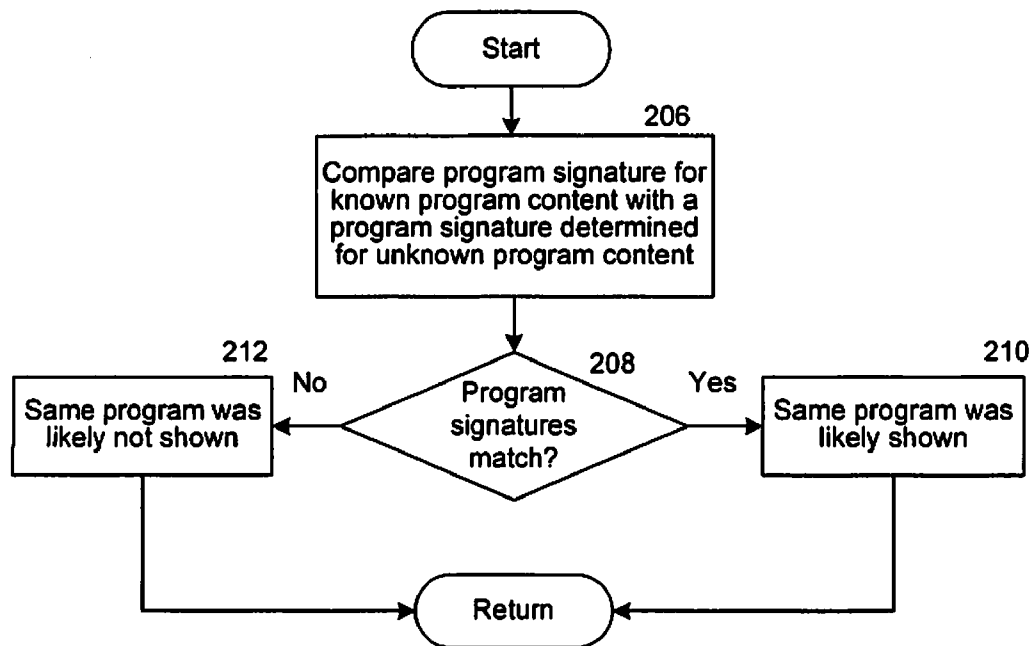 Start
206
Compare program signature for
known program content with a
program signature determined
for unknown program content
212
No
208
Yes
210
Same program was
likely not shown
Program
signatures
match?
Same program was
likely shown
Return